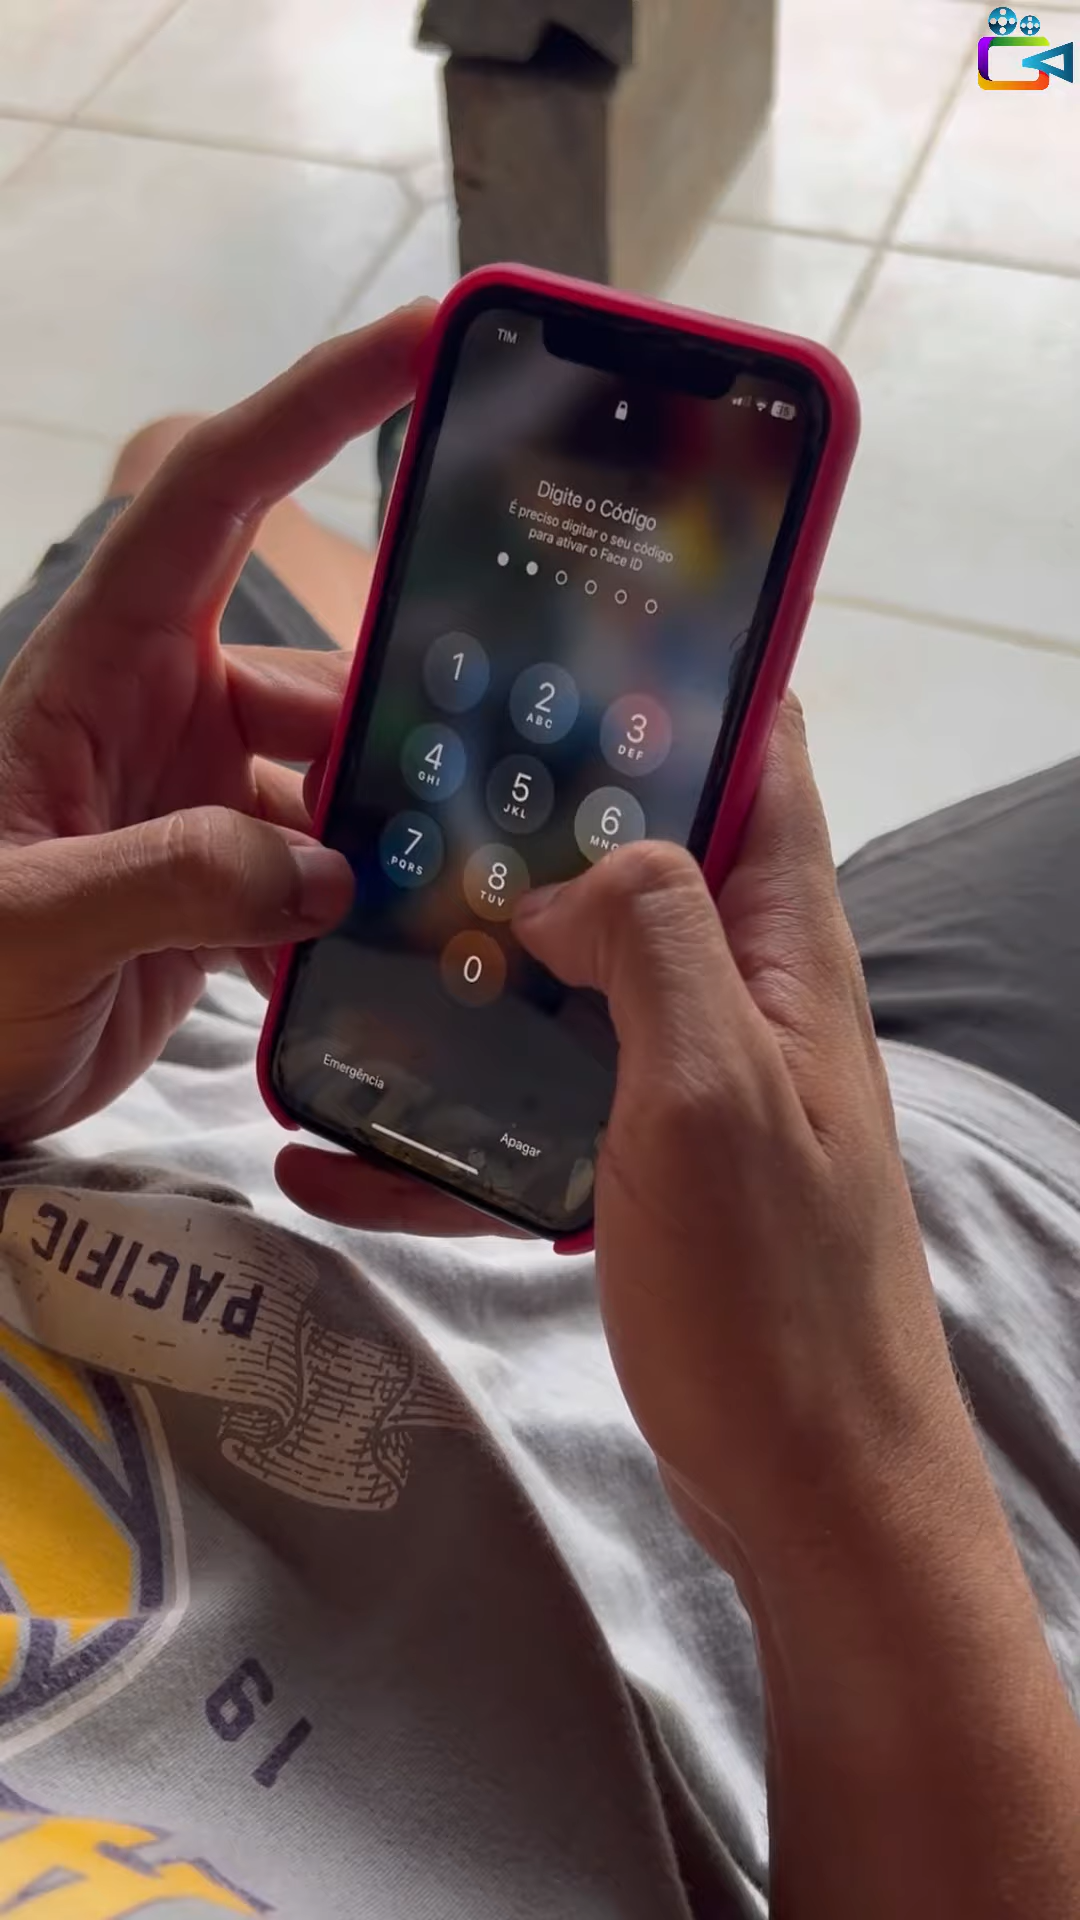 TIM
35
Digite o Código
É preciso digitar o seu código
para ativar o Face ID
1
2
ABC
3
DEF
4
GHI
5
JKL
6
7
PQRS
8
TUV
0
Emergência
Apagar
PACIFIC
19